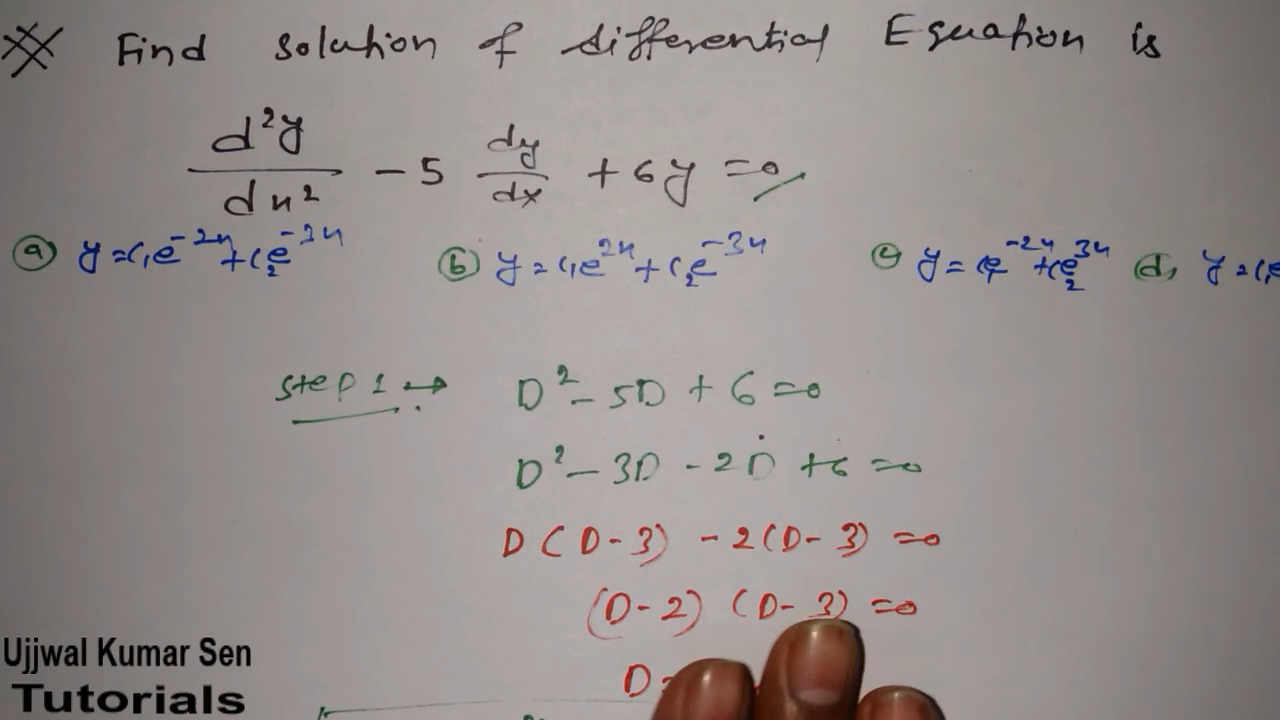 Find solution of differential Equation is
d²y/dx² - 5 dy/dx + 6y = 0
(a) y = c₁e^-2x + c₂e^-3x (b) y = c₁e^2x + c₂e^-3x (c) y = c₁e^-2x + c₂e^3x (d) y = c₁e
Step 1 → D² - 5D + 6 = 0
D² - 3D - 2D + 6 = 0
D(D-3) - 2(D-3) = 0
(D-2) (D-3) = 0
D =
Ujjwal Kumar Sen
Tutorials